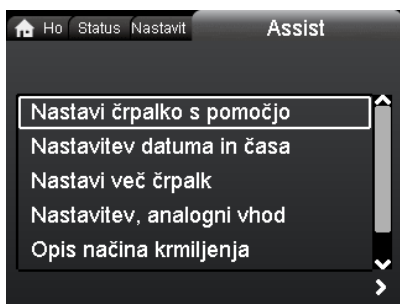 Ho Status Nastavit Assist
Nastavi črpalko s pomočjo
Nastavitev datuma in časa
Nastavi več črpalk
Nastavitev, analogni vhod
Opis načina krmiljenja